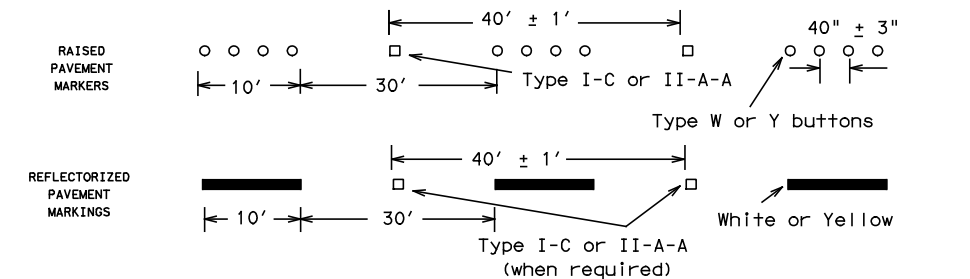 40' ± 1'
40" ± 3"
RAISED
PAVEMENT
MARKERS
10'
30'
Type I-C or II-A-A
Type W or Y buttons
REFLECTORIZED
PAVEMENT
MARKINGS
40' ± 1'
10'
30'
White or Yellow
Type I-C or II-A-A
(when required)